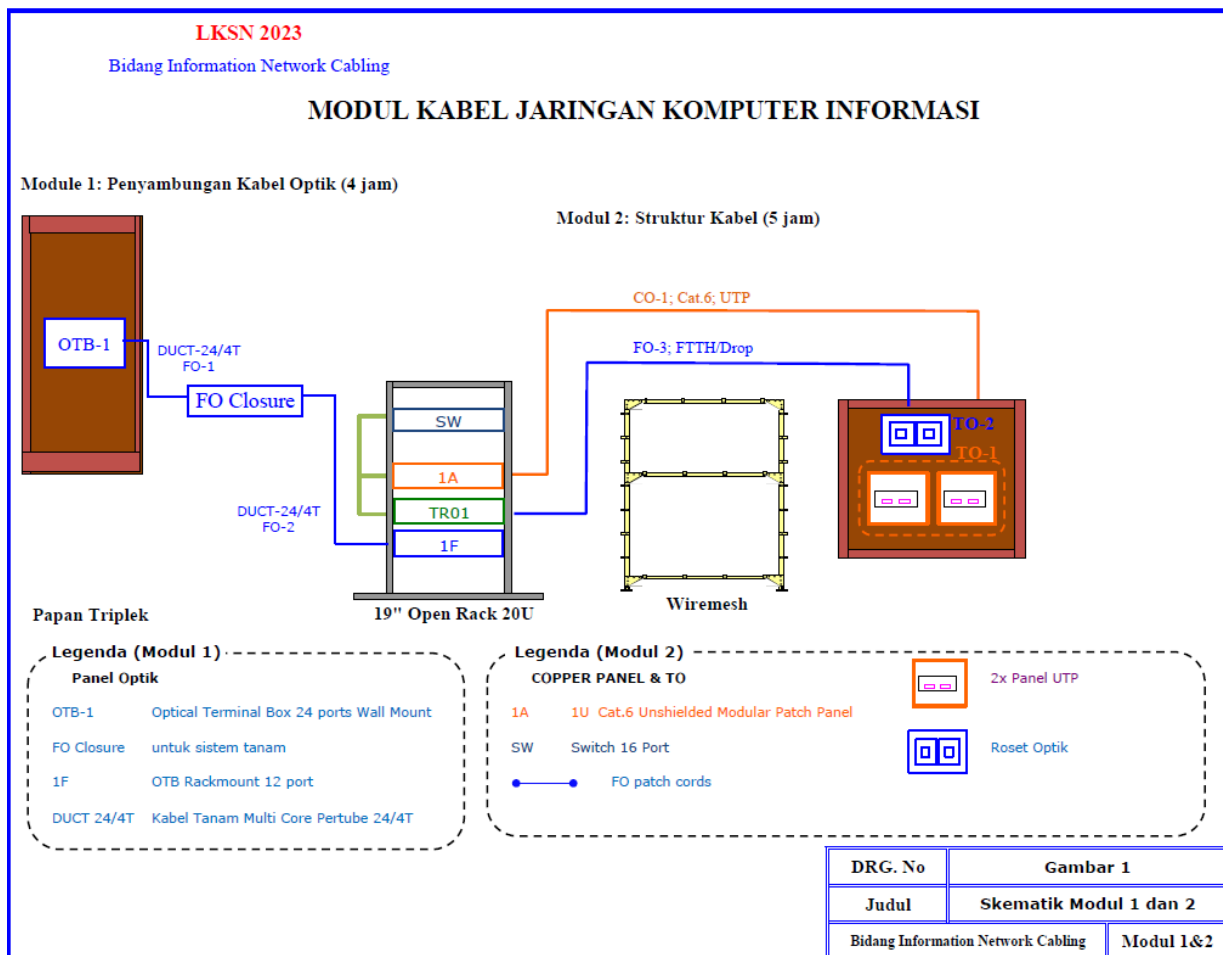 LKSN 2023
Bidang Information Network Cabling
MODUL KABEL JARINGAN KOMPUTER INFORMASI
Module 1: Penyambungan Kabel Optik (4 jam)
Modul 2: Struktur Kabel (5 jam)
CO-1; Cat.6; UTP
OTB-1
DUCT-24/4T
FO-1
FO-3; FTTH/Drop
FO Closure
SW
TO-2
TO-1
1A
DUCT-24/4T
FO-2
TR01
1F
Papan Triplek
19" Open Rack 20U
Wiremesh
Legenda (Modul 1)
Panel Optik
OTB-1 Optical Terminal Box 24 ports Wall Mount
FO Closure untuk sistem tanam
1F OTB Rackmount 12 port
DUCT 24/4T Kabel Tanam Multi Core Pertube 24/4T
Legenda (Modul 2)
COPPER PANEL & TO
1A 1U Cat.6 Unshielded Modular Patch Panel
SW Switch 16 Port
FO patch cords
2x Panel UTP
Roset Optik
DRG. No Gambar 1
Judul Skematik Modul 1 dan 2
Bidang Information Network Cabling Modul 1&2